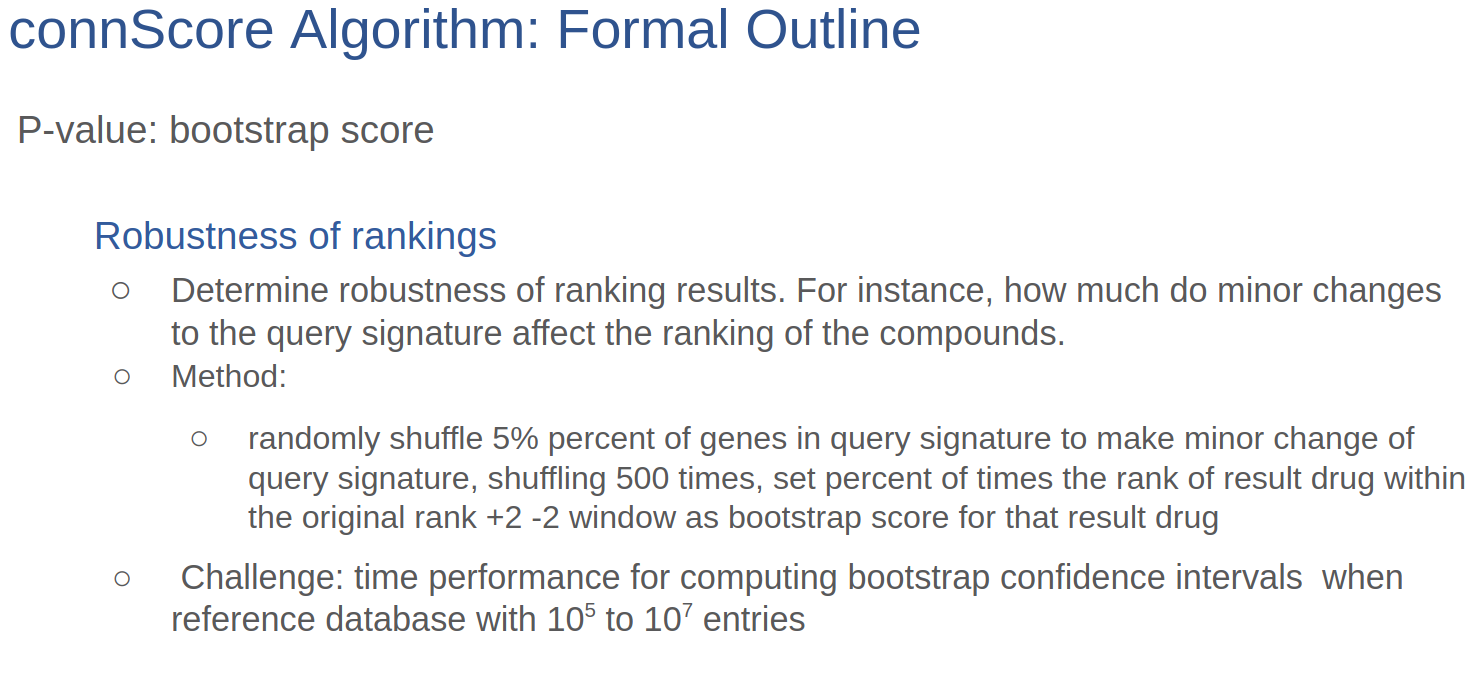 connScore Algorithm: Formal Outline
P-value: bootstrap score
Robustness of rankings
○ Determine robustness of ranking results. For instance, how much do minor changes
to the query signature affect the ranking of the compounds.
○ Method:
○ randomly shuffle 5% percent of genes in query signature to make minor change of
query signature, shuffling 500 times, set percent of times the rank of result drug within
the original rank +2 -2 window as bootstrap score for that result drug
○ Challenge: time performance for computing bootstrap confidence intervals  when
reference database with 10⁵ to 10⁷ entries